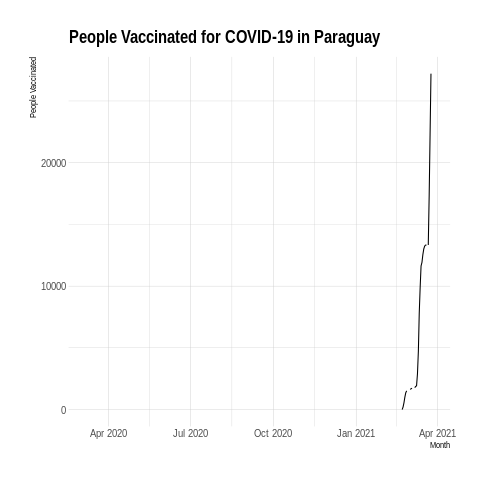 People Vaccinated for COVID-19 in Paraguay
People Vaccinated
20000
10000
0
Apr 2020
Jul 2020
Oct 2020
Jan 2021
Apr 2021
Month